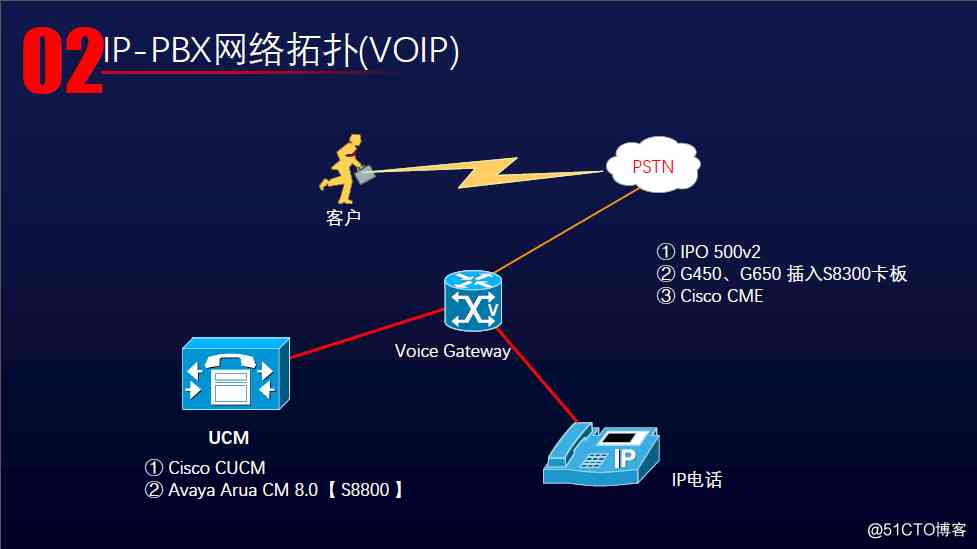 02
IP-PBX网络拓扑(VOIP)
PSTN
客户
① IPO 500v2
② G450、G650 插入S8300卡板
③ Cisco CME
V
Voice Gateway
UCM
① Cisco CUCM
② Avaya Arua CM 8.0【 S8800 】
IP
IP电话
@51CTO博客